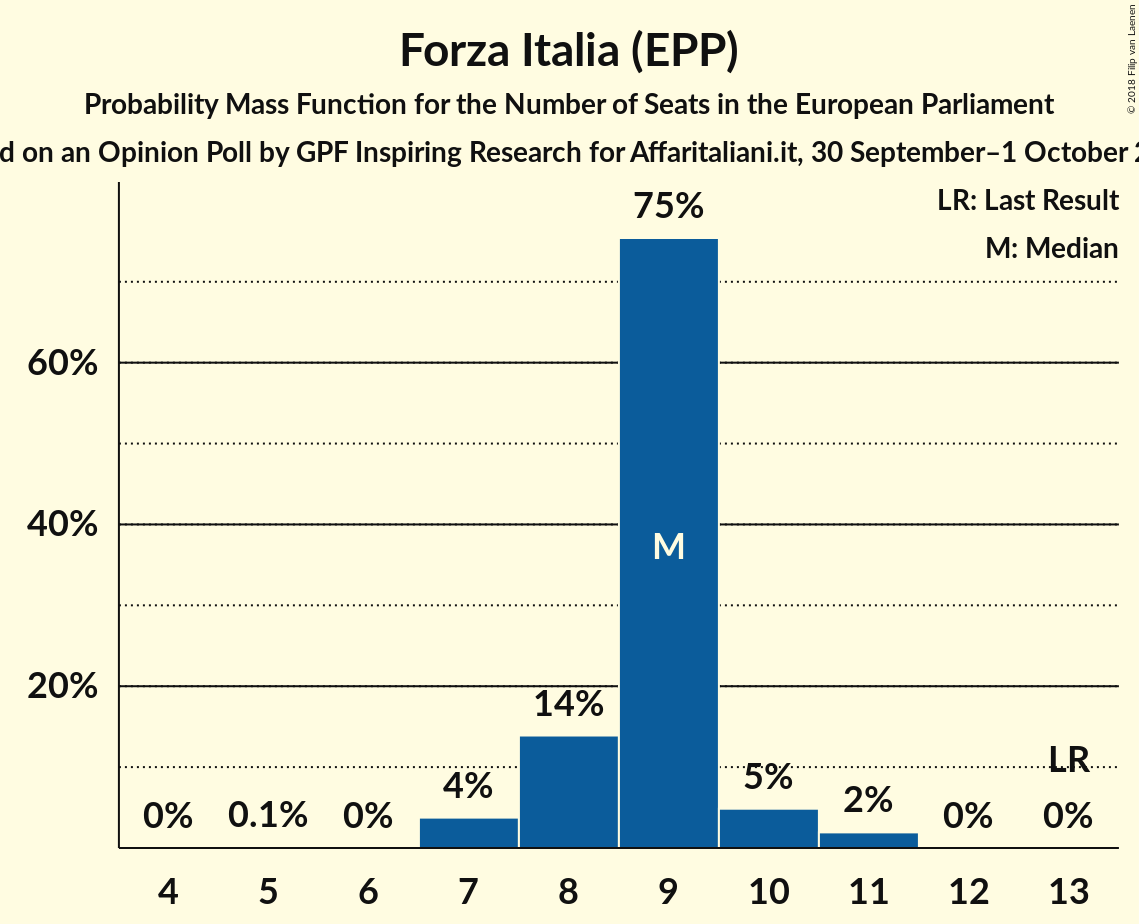 Forza Italia (EPP)
Probability Mass Function for the Number of Seats in the European Parliament
on an Opinion Poll by GPF Inspiring Research for Affaritaliani.it, 30 September–1 October
© 2018 Filip van Laenen
LR: Last Result
M: Median
75%
60%
40%
M
20%
14%
LR
4%
5%
2%
0%
0.1%
0%
0%
0%
4
5
6
7
8
9
10
11
12
13